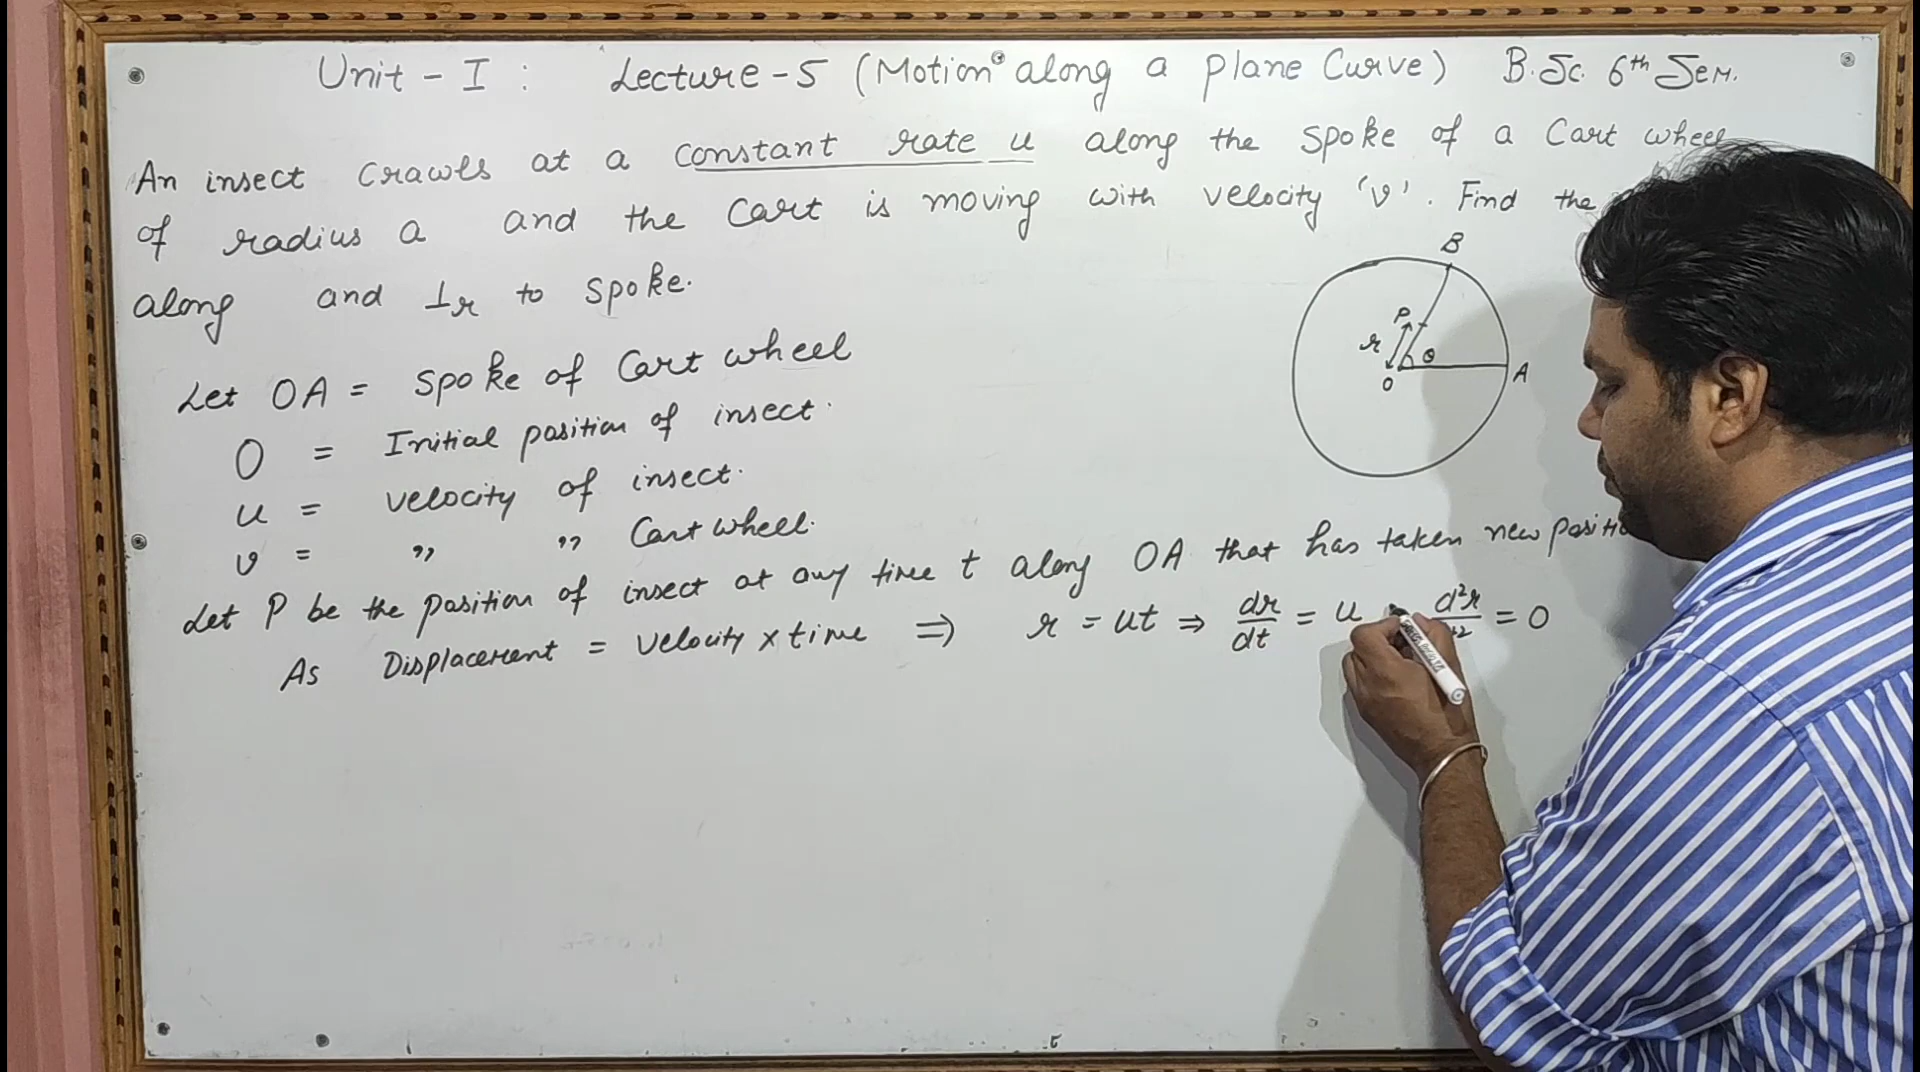 Unit - I : Lecture - 5 (Motion along a plane Curve) B.Sc. 6th Sem.
An insect crawls at a constant rate u along the spoke of a Cart wheel
of radius a and the cart is moving with velocity 'v'. Find the
along and ⊥r to spoke.
B
P
r
θ
O
A
Let OA = spoke of Cart wheel
O = Initial position of insect.
u = velocity of insect.
v = ,, ,, Cart wheel.
Let P be the position of insect at any time t along OA that has taken new
As Displacement = velocity × time ⇒ r = ut ⇒ dr/dt = u d²r = 0